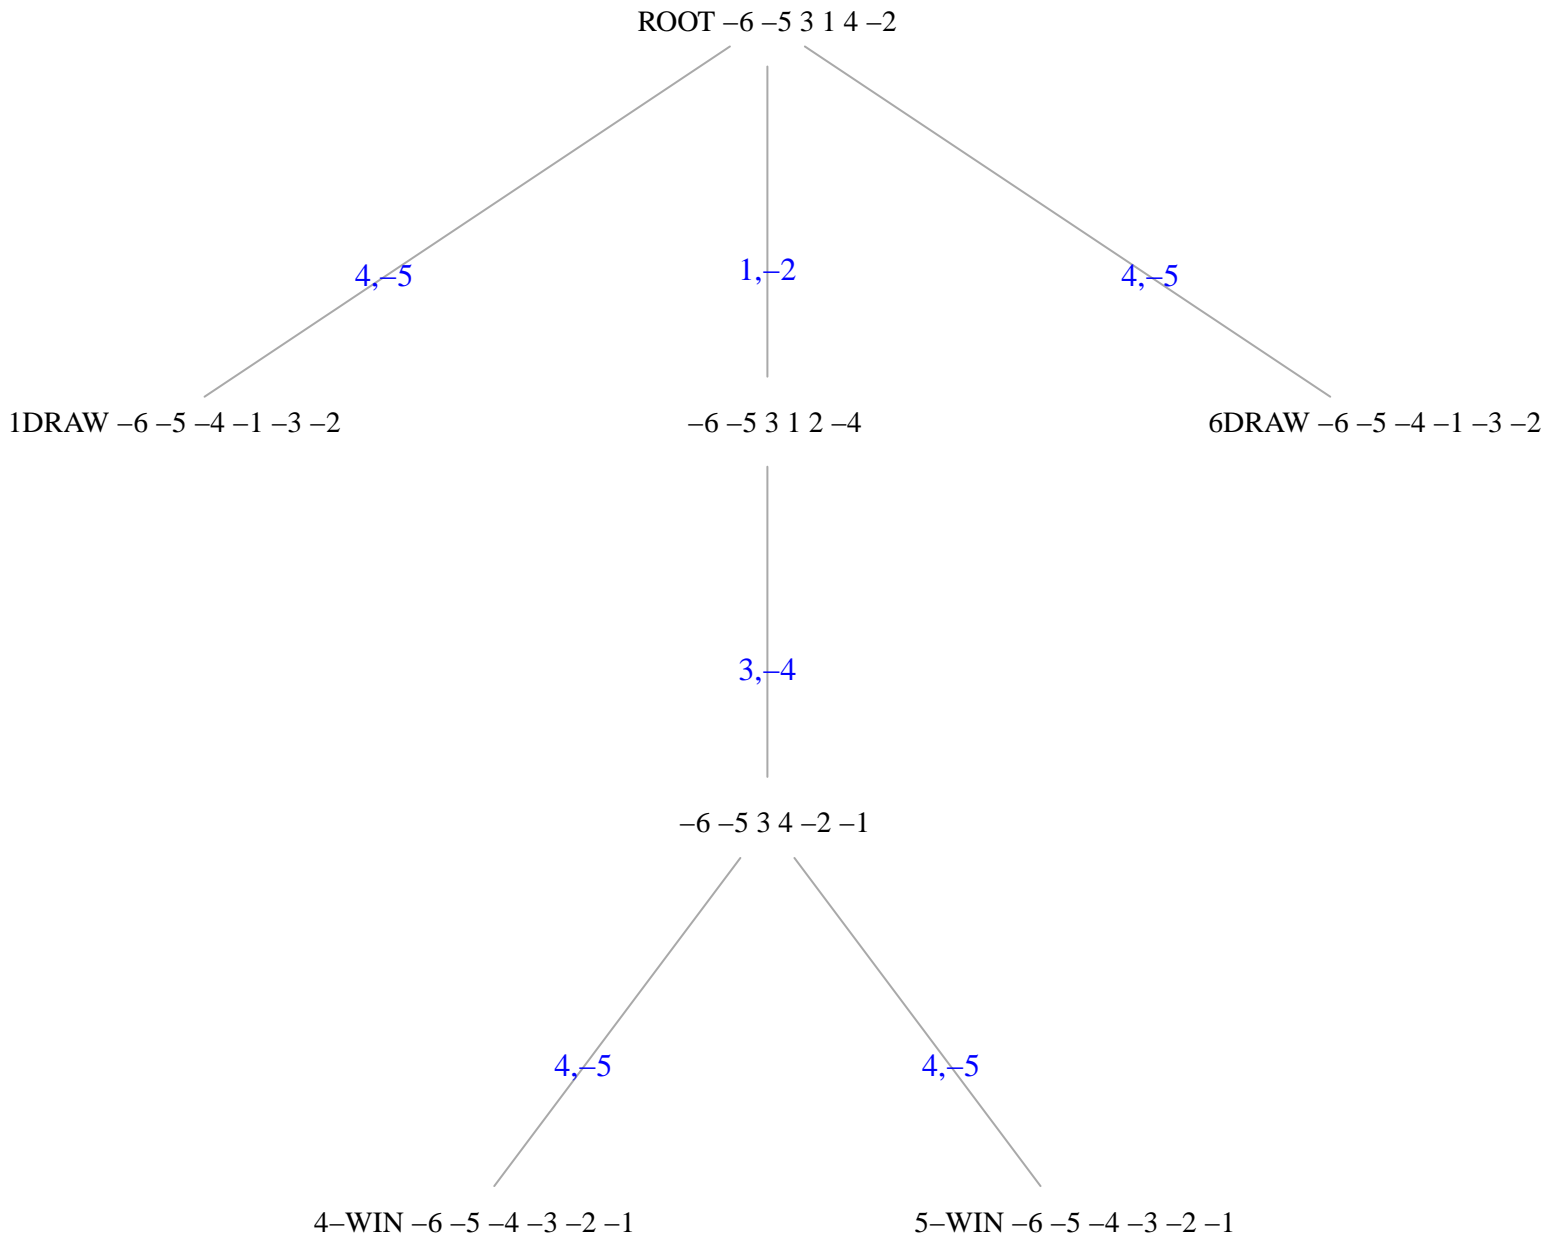 ROOT –6 –5 3 1 4 –2
4,–5
1,–2
4,–5
1DRAW –6 –5 –4 –1 –3 –2
–6 –5 3 1 2 –4
6DRAW –6 –5 –4 –1 –3 –2
3,–4
–6 –5 3 4 –2 –1
4,–5
4,–5
4–WIN –6 –5 –4 –3 –2 –1
5–WIN –6 –5 –4 –3 –2 –1